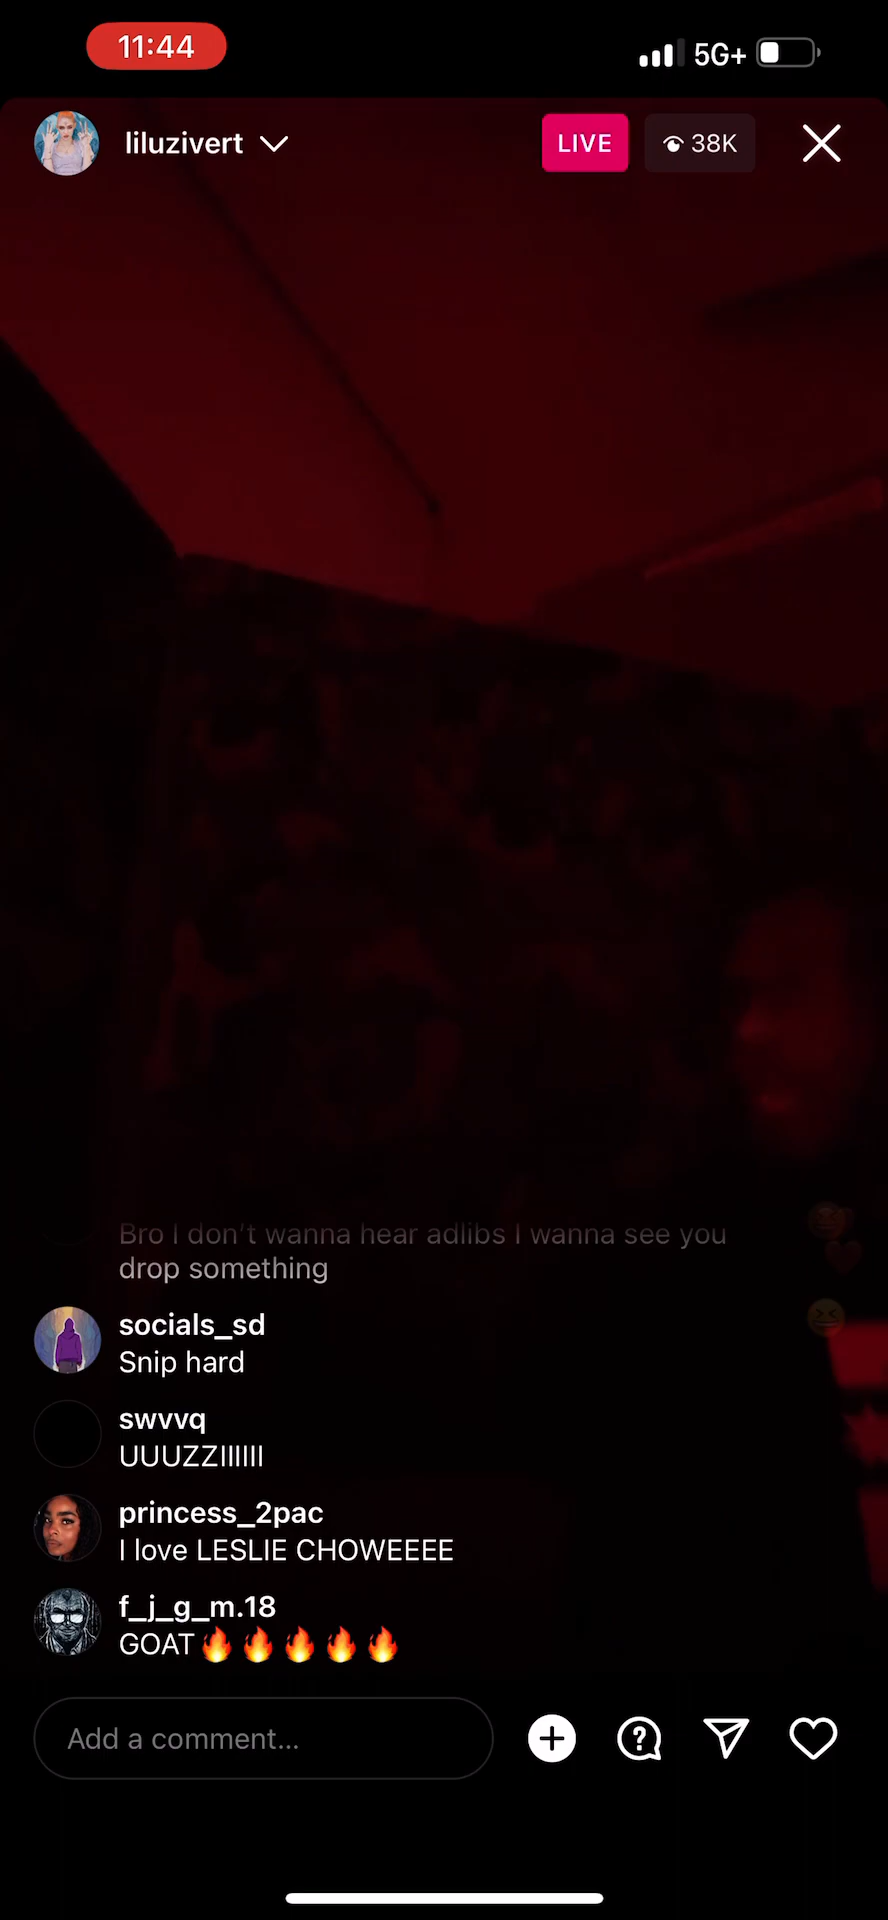 11:44
5G+
liluzivert
LIVE
38K
Bro I don't wanna hear adlibs I wanna see you
drop something
socials_sd
Snip hard
swvvq
UUUZZIIIIII
princess_2pac
I love LESLIE CHOWEEEE
f_j_g_m.18
GOAT🔥🔥🔥🔥🔥
Add a comment...